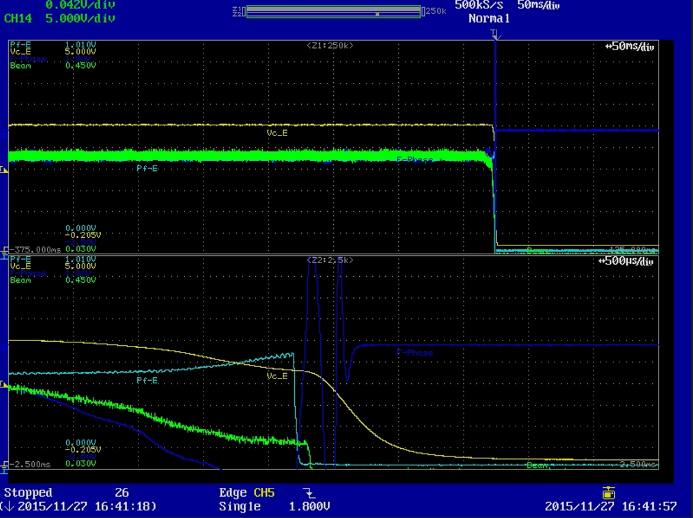 0.042V/div
CH14 5.000V/div
Z1 Z2 250k
500kS/s 50ms/div
Normal
<Z1:250k> ↔50ms/div
Pf-E 1.010V
Vc_E 5.000V
Beam 0.450V
Vc_E
Pf-E
F-Phase
0.000V
-0.205V
-375.000ms 0.030V
<Z2:2.5k> ↔500µs/div
Pf-E 1.010V
Vc_E 5.000V
Beam 0.450V
F-Phase
Pf-E
Vc_E
0.000V
-0.205V
-2.500ms 0.030V
Beam 2.500ms
Stopped 26 Edge CH5
(↓2015/11/27 16:41:18) Single 1.800V 2015/11/27 16:41:57